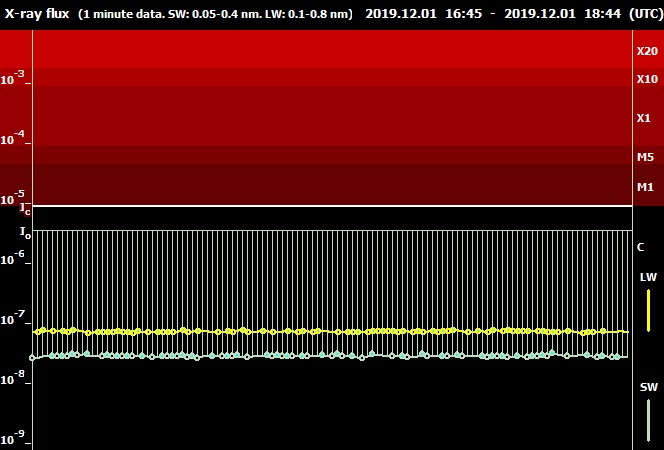 X-ray flux (1 minute data. SW: 0.05-0.4 nm. LW: 0.1-0.8 nm) 2019.12.01 16:45 - 2019.12.01 18:44 (UTC)
X20
10-3
X10
X1
10-4
M5
M1
10-5
Ic
Io
C
10-6
LW
10-7
10-8
SW
10-9